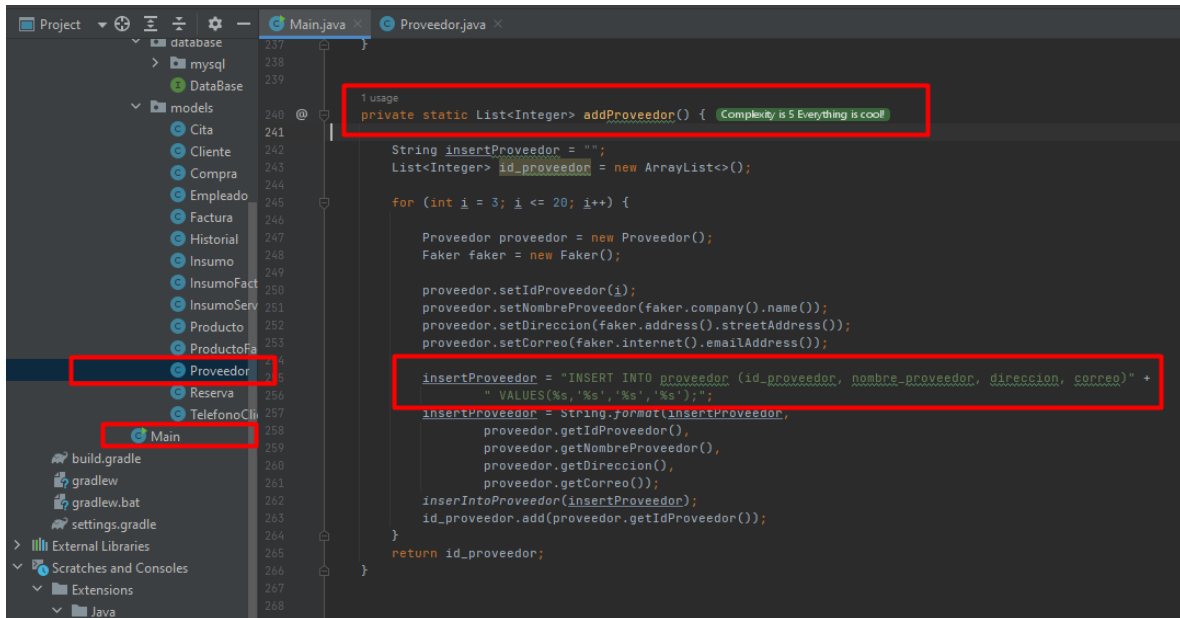 Project
Main.java
Proveedor.java
database
mysql
DataBase
models
Cita
Cliente
Compra
Empleado
Factura
Historial
Insumo
InsumoFact
InsumoServ
Producto
ProductoFa
Proveedor
Reserva
TelefonoCli
Main
build.gradle
gradlew
gradlew.bat
settings.gradle
External Libraries
Scratches and Consoles
Extensions
Java
237 }
238
239
1 usage
240 @ private static List<Integer> addProveedor() { Complexity is 5 Everything is cool!
241
242 String insertProveedor = "";
243 List<Integer> id_proveedor = new ArrayList<>();
244
245 for (int i = 3; i <= 20; i++) {
246
247 Proveedor proveedor = new Proveedor();
248 Faker faker = new Faker();
249
250 proveedor.setIdProveedor(i);
251 proveedor.setNombreProveedor(faker.company().name());
252 proveedor.setDireccion(faker.address().streetAddress());
253 proveedor.setCorreo(faker.internet().emailAddress());
254
255 insertProveedor = "INSERT INTO proveedor (id_proveedor, nombre_proveedor, direccion, correo)" +
256 " VALUES(%s,'%s','%s','%s');";
257 insertProveedor = String.format(insertProveedor,
258 proveedor.getIdProveedor(),
259 proveedor.getNombreProveedor(),
260 proveedor.getDireccion(),
261 proveedor.getCorreo());
262 inserIntoProveedor(insertProveedor);
263 id_proveedor.add(proveedor.getIdProveedor());
264 }
265 return id_proveedor;
266 }
267
268